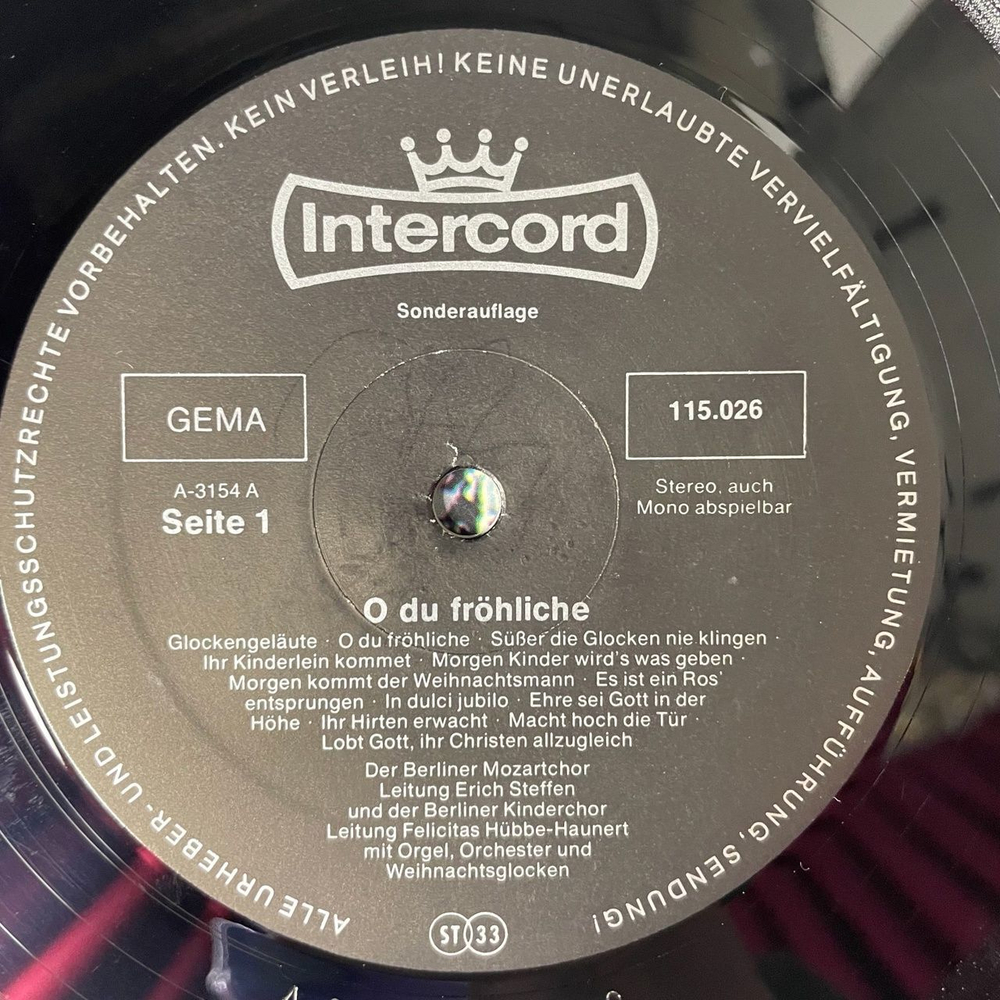 ALLE URHEBER- UND LEISTUNGSSCHUTZRECHTE VORBEHALTEN. KEIN VERLEIH! KEINE UNERLAUBTE VERVIELFÄLTIGUNG, VERMIETUNG, AUFFÜHRUNG, SENDUNG!
Intercord
Sonderauflage
GEMA
115.026
A-3154 A
Seite 1
Stereo, auch
Mono abspielbar
O du fröhliche
Glockengeläute · O du fröhliche · Süßer die Glocken nie klingen ·
Ihr Kinderlein kommet · Morgen Kinder wird's was geben ·
Morgen kommt der Weihnachtsmann · Es ist ein Ros'
entsprungen · In dulci jubilo · Ehre sei Gott in der
Höhe · Ihr Hirten erwacht · Macht hoch die Tür ·
Lobt Gott, ihr Christen allzugleich
Der Berliner Mozartchor
Leitung Erich Steffen
und der Berliner Kinderchor
Leitung Felicitas Hübbe-Haunert
mit Orgel, Orchester und
Weihnachtsglocken
ST 33